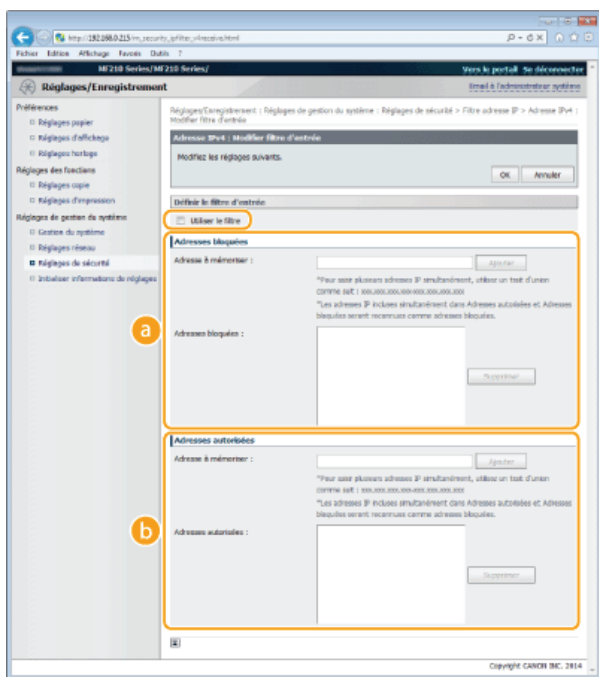 http://192.168.0.215/m_security_ipfilter_v4receive.html
Fichier Edition Affichage Favoris Outils ?
MF210 Series/MF210 Series/
Vers le portail Se déconnecter
Réglages/Enregistrement
Email à l'administrateur système
Préférences
Réglages papier
Réglages d'affichage
Réglages horloge
Réglages des fonctions
Réglages copie
Réglages d'impression
Réglages de gestion du système
Gestion du système
Réglages réseau
Réglages de sécurité
Initialiser informations de réglages
Réglages/Enregistrement : Réglages de gestion du système : Réglages de sécurité > Filtre adresse IP > Adresse IPv4 :
Modifier filtre d'entrée
Adresse IPv4 : Modifier filtre d'entrée
Modifiez les réglages suivants.
OK Annuler
Définir le filtre d'entrée
Utiliser le filtre
a
Adresses bloquées
Adresse à mémoriser :
Ajouter
*Pour saisir plusieurs adresses IP simultanément, utilisez un trait d'union
comme suit : xxx.xxx.xxx.xxx-xxx.xxx.xxx.xxx
*Les adresses IP incluses simultanément dans Adresses autorisées et Adresses
bloquées seront reconnues comme adresses bloquées.
Adresses bloquées :
Supprimer
b
Adresses autorisées
Adresse à mémoriser :
Ajouter
*Pour saisir plusieurs adresses IP simultanément, utilisez un trait d'union
comme suit : xxx.xxx.xxx.xxx-xxx.xxx.xxx.xxx
*Les adresses IP incluses simultanément dans Adresses autorisées et Adresses
bloquées seront reconnues comme adresses bloquées.
Adresses autorisées :
Supprimer
Copyright CANON INC. 2014